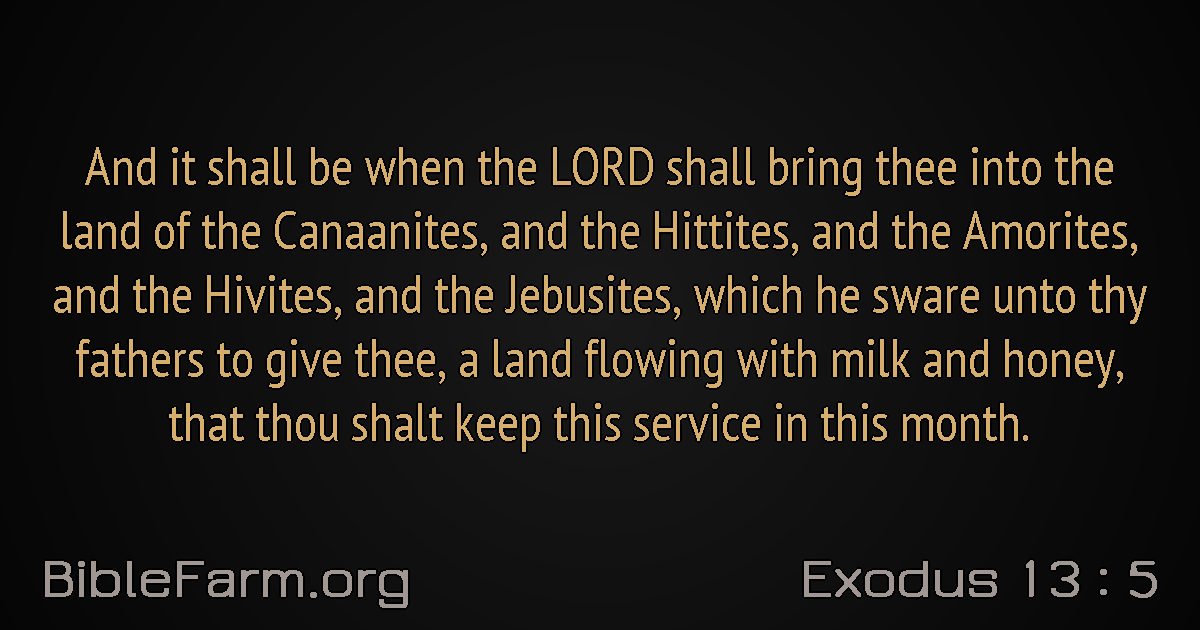 And it shall be when the LORD shall bring thee into the
land of the Canaanites, and the Hittites, and the Amorites,
and the Hivites, and the Jebusites, which he sware unto thy
fathers to give thee, a land flowing with milk and honey,
that thou shalt keep this service in this month.
BibleFarm.org
Exodus 13 : 5